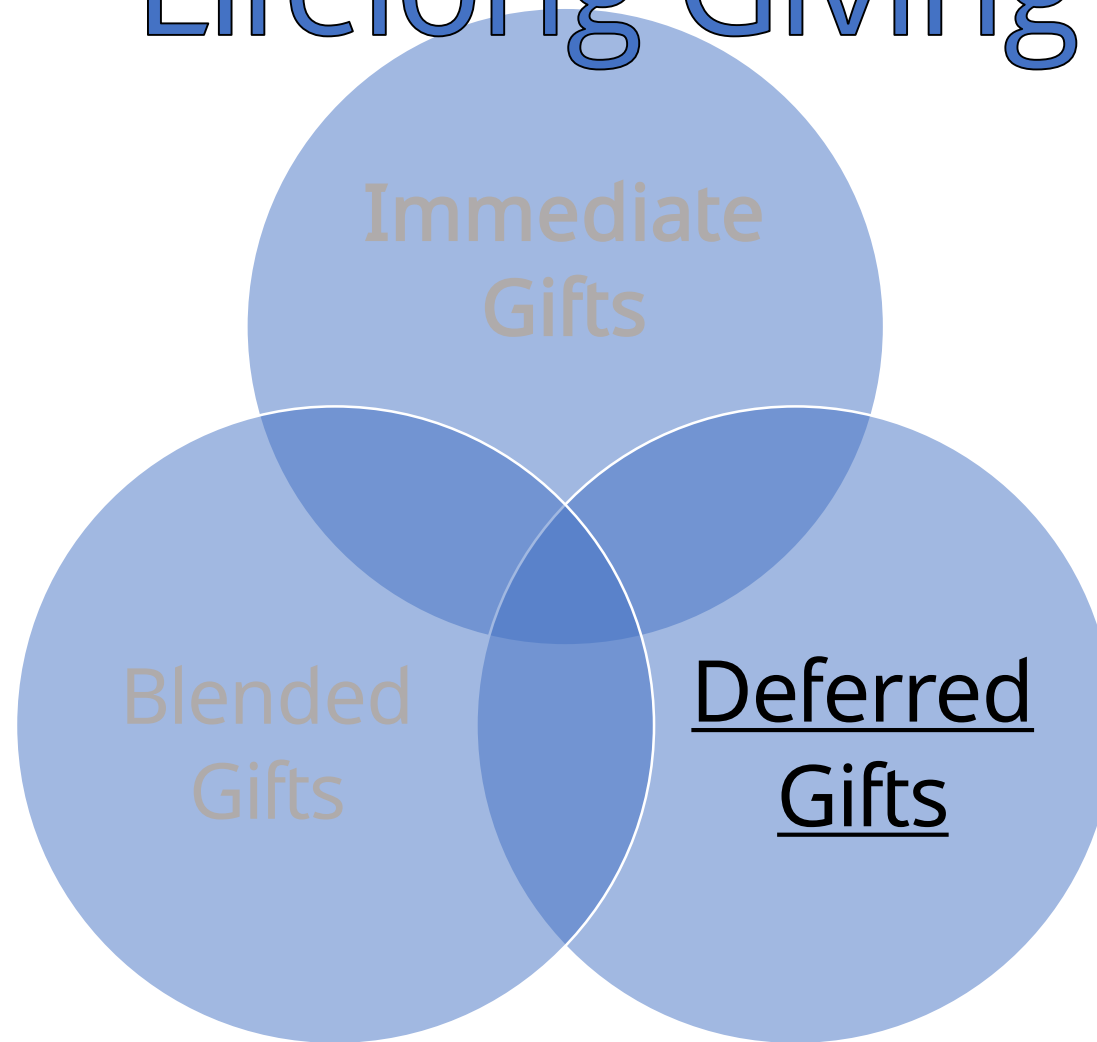 Lifelong Giving
Immediate
Gifts
Blended
Gifts
Deferred
Gifts